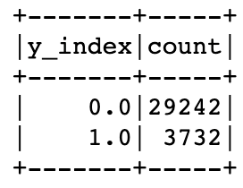 +-------+-----+
|y_index|count|
+-------+-----+
|    0.0|29242|
|    1.0| 3732|
+-------+-----+